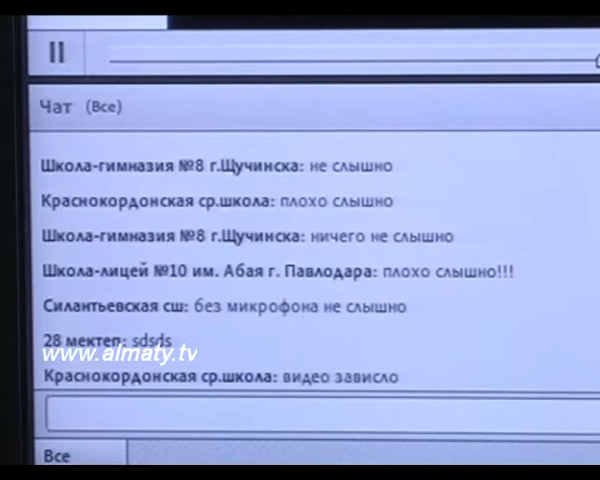 Чат (Все)
Школа-гимназия №8 г.Щучинска: не слышно
Краснокордонская ср.школа: плохо слышно
Школа-гимназия №8 г.Щучинска: ничего не слышно
Школа-лицей №10 им. Абая г. Павлодара: плохо слышно!!!
Силантьевская сш: без микрофона не слышно
28 мектеп: sdsds
www.almaty.tv
Краснокордонская ср.школа: видео зависло
Все